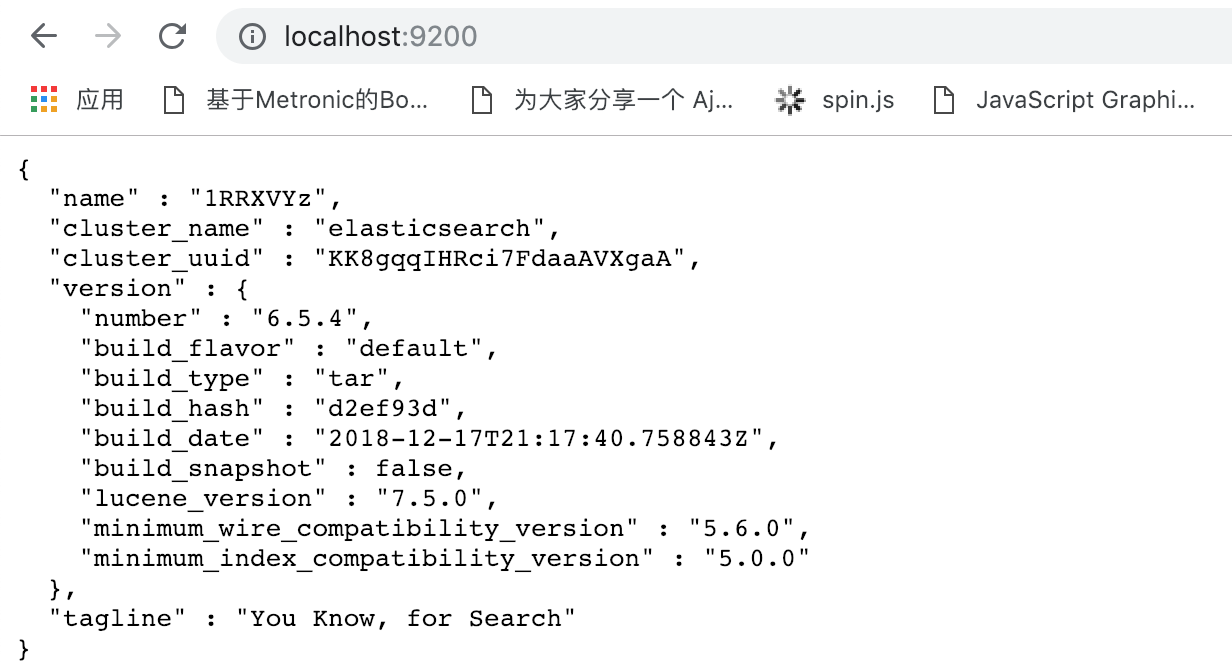 localhost:9200
应用 基于Metronic的Bo... 为大家分享一个 Aj... spin.js JavaScript Graphi...
{
  "name" : "1RRXVYz",
  "cluster_name" : "elasticsearch",
  "cluster_uuid" : "KK8gqqIHRci7FdaaAVXgaA",
  "version" : {
    "number" : "6.5.4",
    "build_flavor" : "default",
    "build_type" : "tar",
    "build_hash" : "d2ef93d",
    "build_date" : "2018-12-17T21:17:40.758843Z",
    "build_snapshot" : false,
    "lucene_version" : "7.5.0",
    "minimum_wire_compatibility_version" : "5.6.0",
    "minimum_index_compatibility_version" : "5.0.0"
  },
  "tagline" : "You Know, for Search"
}